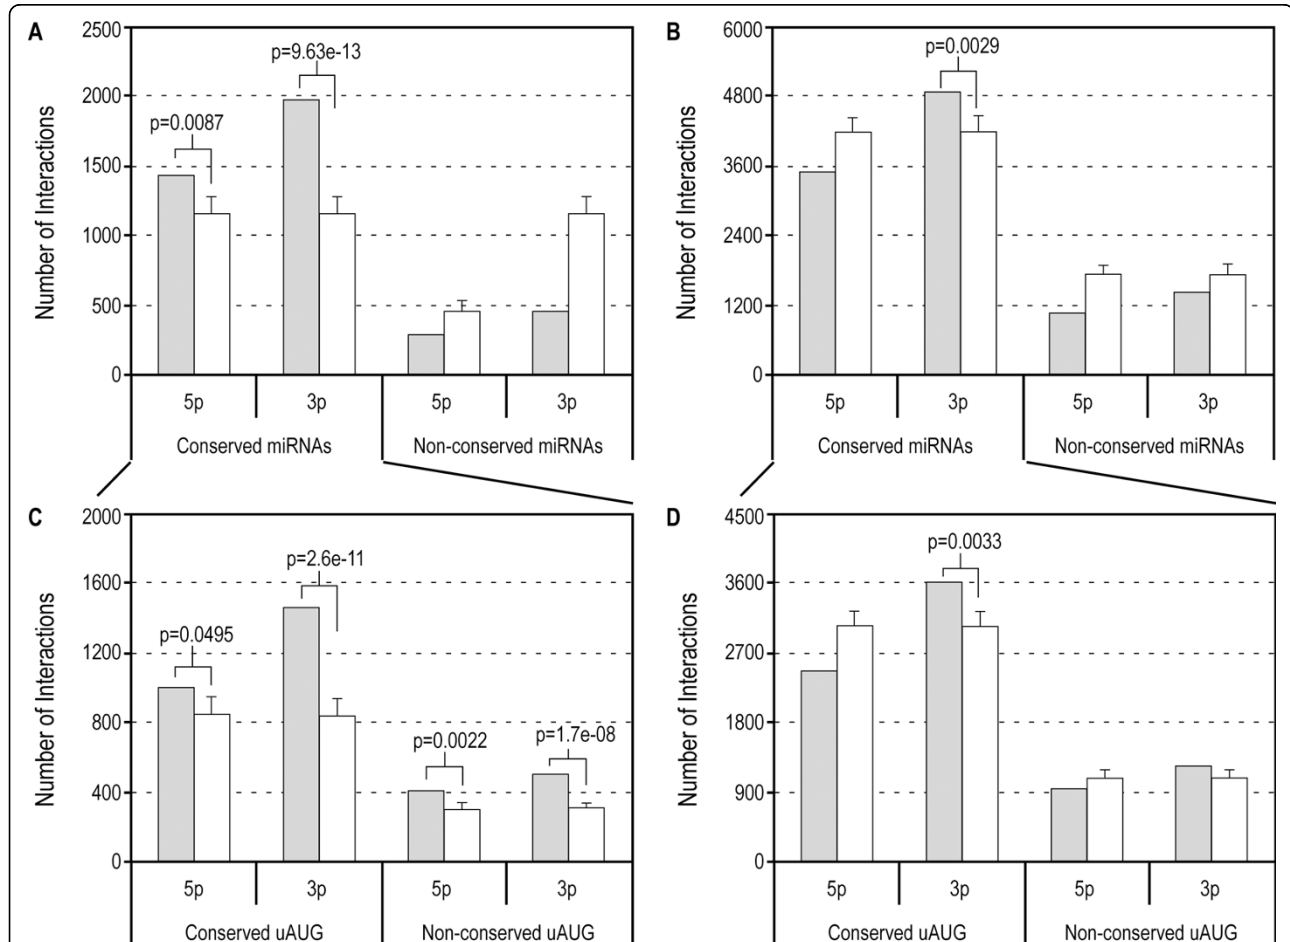 A
2500
2000
1500
1000
500
0
Number of Interactions
p=0.0087
p=9.63e-13
5p
3p
5p
3p
Conserved miRNAs
Non-conserved miRNAs
B
6000
4800
3600
2400
1200
0
Number of Interactions
p=0.0029
5p
3p
5p
3p
Conserved miRNAs
Non-conserved miRNAs
C
2000
1600
1200
800
400
0
Number of Interactions
p=0.0495
p=2.6e-11
p=0.0022
p=1.7e-08
5p
3p
5p
3p
Conserved uAUG
Non-conserved uAUG
D
4500
3600
2700
1800
900
0
Number of Interactions
p=0.0033
5p
3p
5p
3p
Conserved uAUG
Non-conserved uAUG